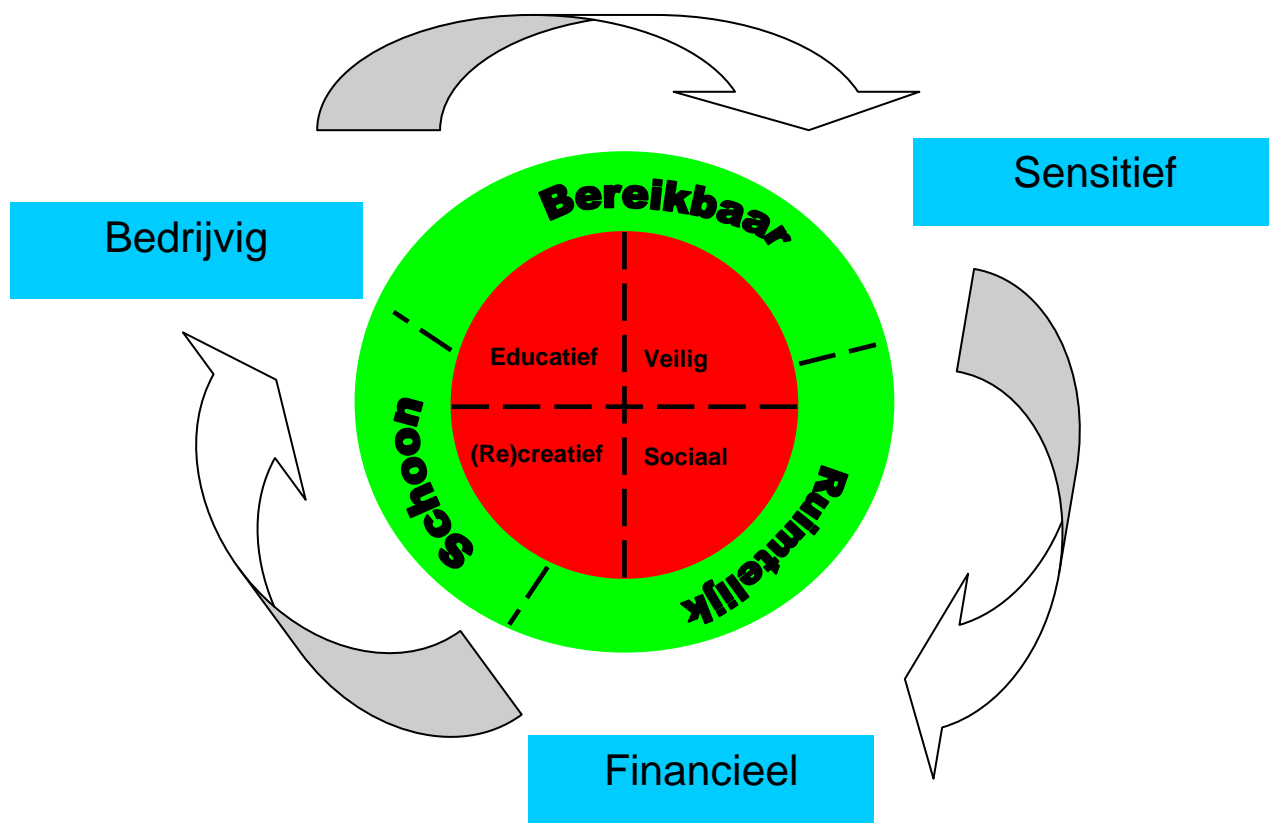 Sensitief
Bereikbaar
Bedrijvig
Educatief
Veilig
Schoon
(Re)creatief
Sociaal
Ruimtelijk
Financieel